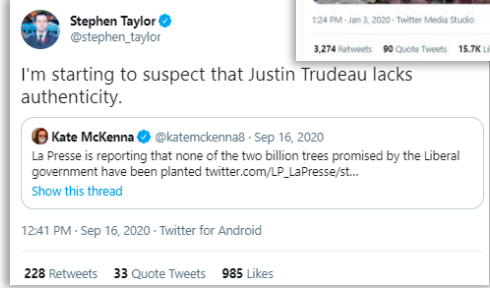 Stephen Taylor
@stephen_taylor
1:24 PM · Jan 3, 2020 · Twitter Media Studio
3,274 Retweets 90 Quote Tweets 15.7K Li
I'm starting to suspect that Justin Trudeau lacks
authenticity.
Kate McKenna @katemckenna8 · Sep 16, 2020
La Presse is reporting that none of the two billion trees promised by the Liberal
government have been planted twitter.com/LP_LaPresse/st...
Show this thread
12:41 PM · Sep 16, 2020 · Twitter for Android
228 Retweets 33 Quote Tweets 985 Likes